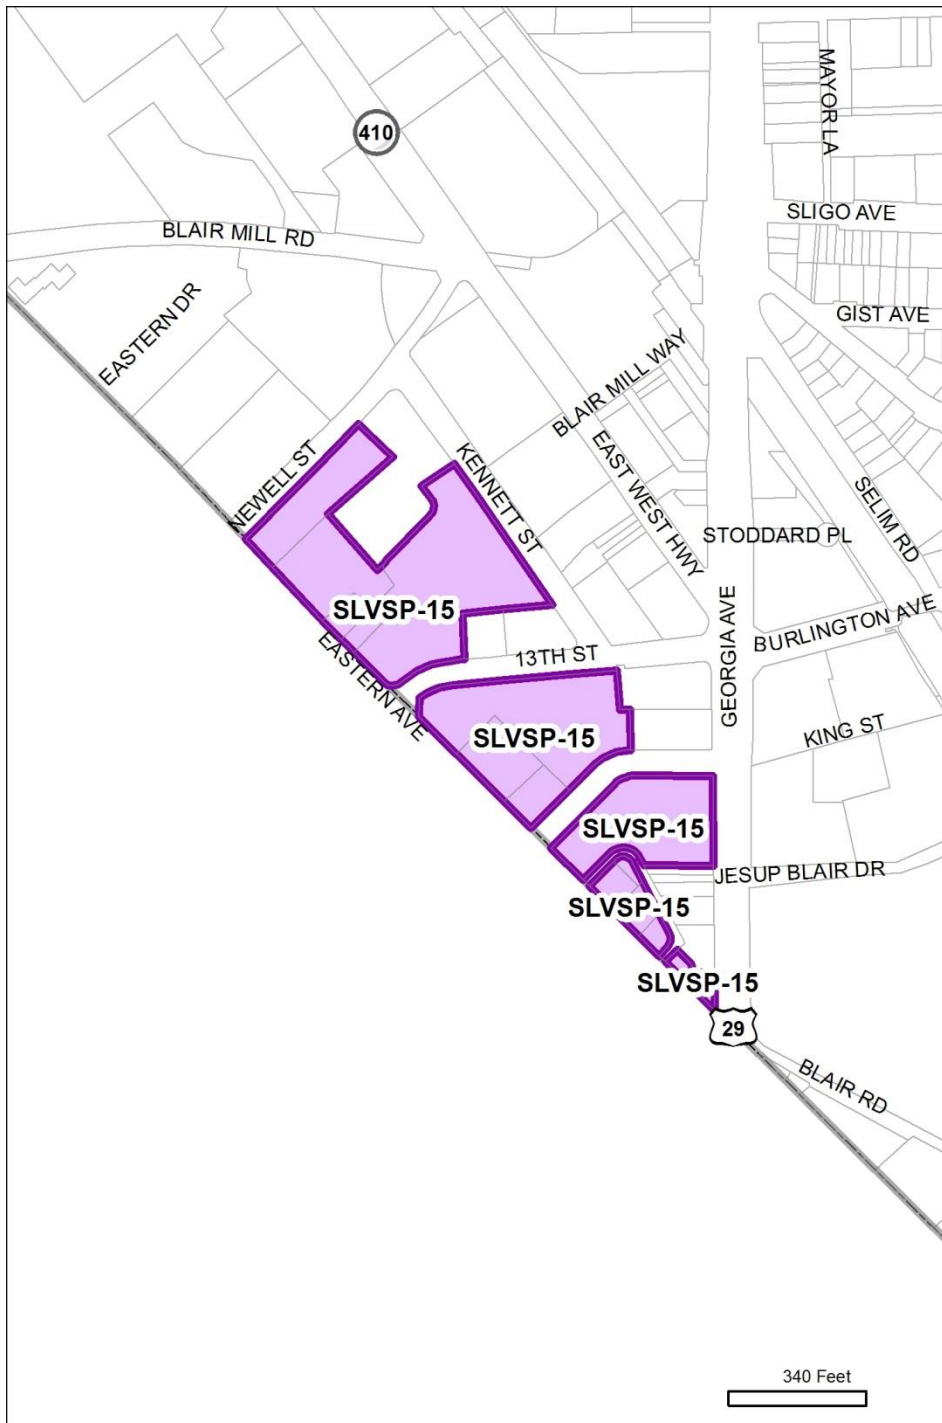 MAYOR LA
410
SLIGO AVE
BLAIR MILL RD
EASTERN DR
GIST AVE
BLAIR MILL WAY
NEWELL ST
KENNETT ST
EAST WEST HWY
SELIM RD
STODDARD PL
SLVSP-15
GEORGIA AVE
BURLINGTON AVE
EASTERN AVE
13TH ST
SLVSP-15
KING ST
SLVSP-15
JESUP BLAIR DR
SLVSP-15
SLVSP-15
29
BLAIR RD
340 Feet